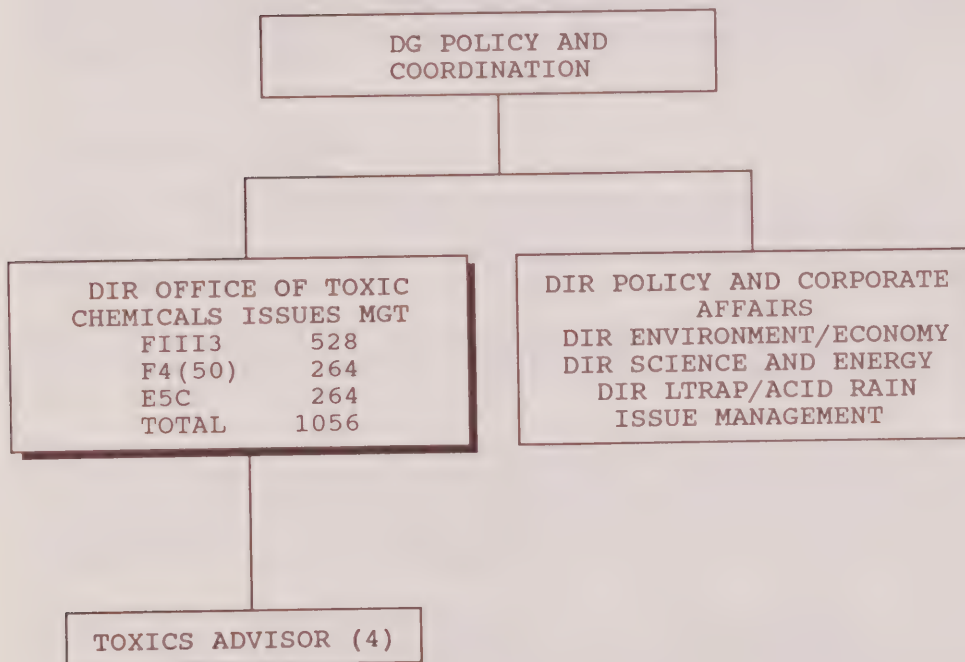 DG POLICY AND
COORDINATION
DIR OFFICE OF TOXIC
CHEMICALS ISSUES MGT
FIII3 528
F4(50) 264
E5C 264
TOTAL 1056
DIR POLICY AND CORPORATE
AFFAIRS
DIR ENVIRONMENT/ECONOMY
DIR SCIENCE AND ENERGY
DIR LTRAP/ACID RAIN
ISSUE MANAGEMENT
TOXICS ADVISOR (4)